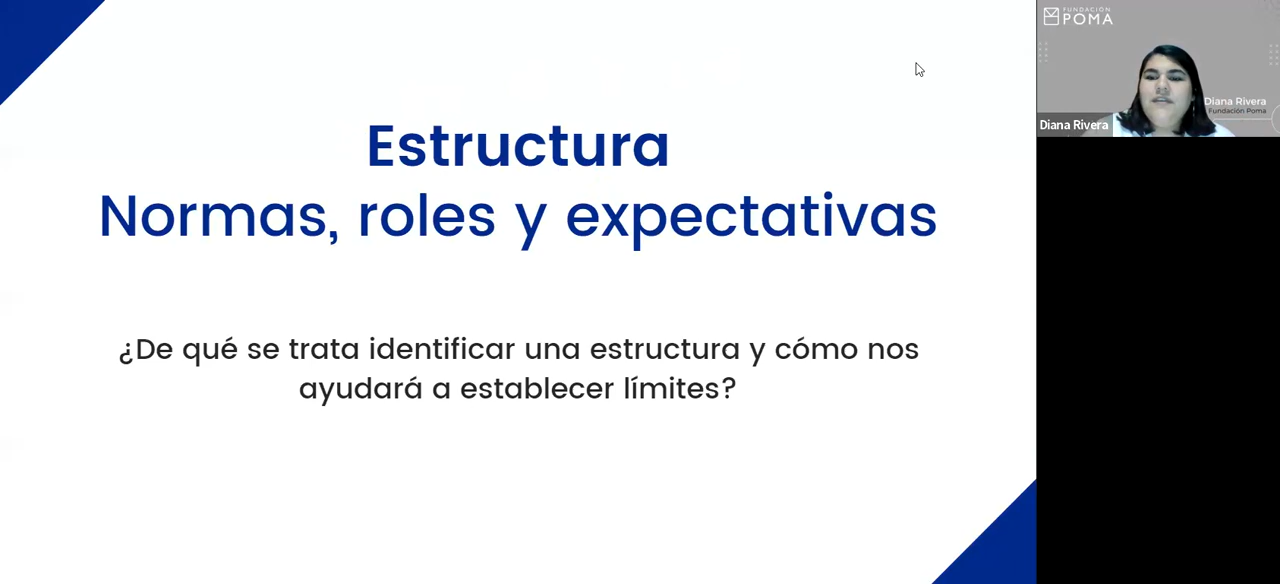 Estructura
Normas, roles y expectativas
¿De qué se trata identificar una estructura y cómo nos
ayudará a establecer límites?
FUNDACIÓN
POMA
Diana Rivera
Fundación Poma
Diana Rivera